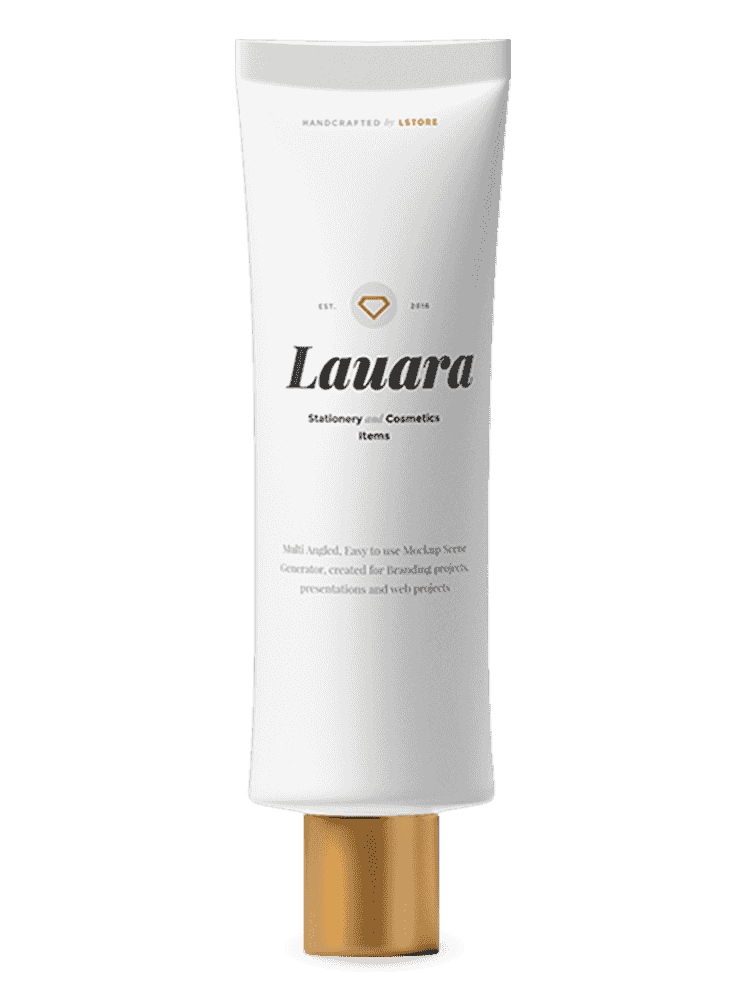 HANDCRAFTED by LSTORE
EST. 2016
Lauara
Stationery and Cosmetics
Items
Multi Angled, Easy to use Mockup Scene
Generator, created for Branding projects,
presentations and web projects